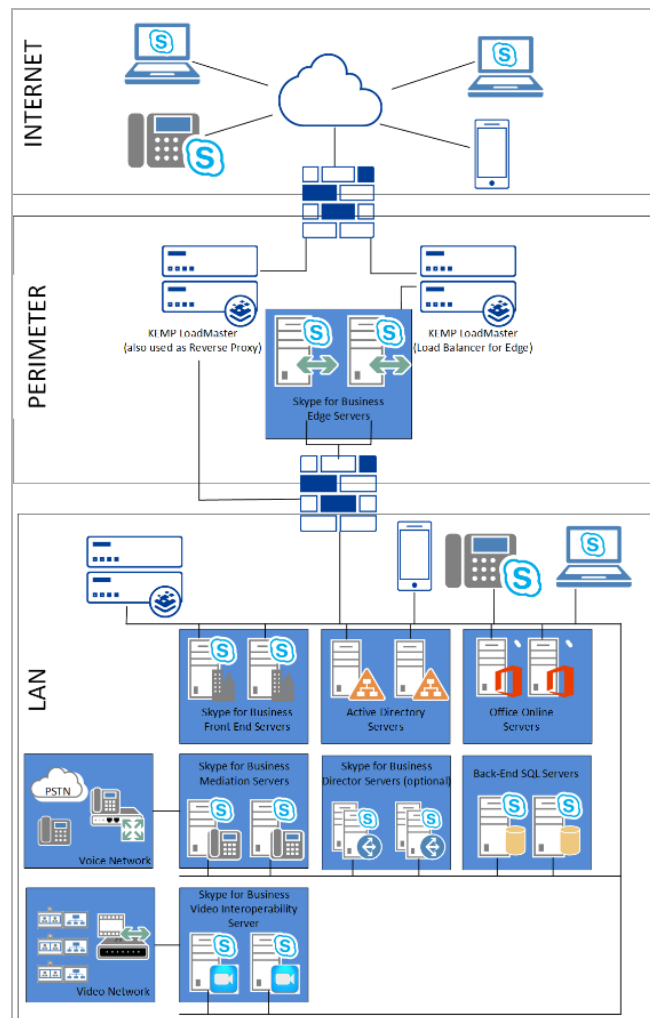 INTERNET
PERIMETER
KEMP LoadMaster
(also used as Reverse Proxy)
KEMP LoadMaster
(Load Balancer for Edge)
Skype for Business
Edge Servers
LAN
Skype for Business
Front End Servers
Active Directory
Servers
Office Online
Servers
PSTN
Voice Network
Skype for Business
Mediation Servers
Skype for Business
Director Servers (optional)
Back-End SQL Servers
Video Network
Skype for Business
Video Interoperability
Server